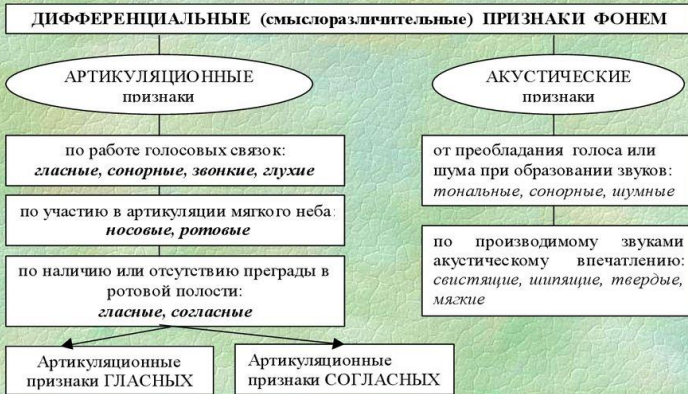 ДИФФЕРЕНЦИАЛЬНЫЕ (смыслоразличительные) ПРИЗНАКИ ФОНЕМ
АРТИКУЛЯЦИОННЫЕ
признаки
по работе голосовых связок:
гласные, сонорные, звонкие, глухие
по участию в артикуляции мягкого неба:
носовые, ротовые
по наличию или отсутствию преграды в
ротовой полости:
гласные, согласные
Артикуляционные
признаки ГЛАСНЫХ
Артикуляционные
признаки СОГЛАСНЫХ
АКУСТИЧЕСКИЕ
признаки
от преобладания голоса или
шума при образовании звуков:
тональные, сонорные, шумные
по производимому звуками
акустическому впечатлению:
свистящие, шипящие, твердые,
мягкие